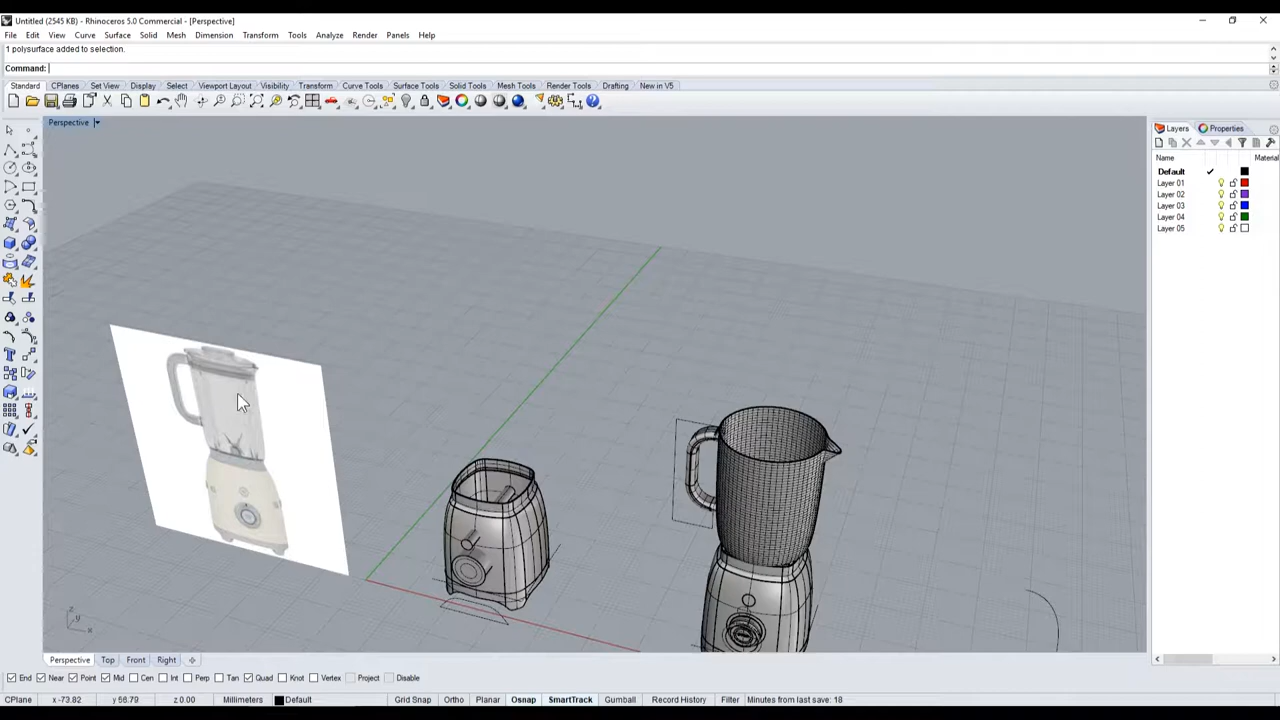 Untitled (2545 KB) - Rhinoceros 5.0 Commercial - [Perspective]
File Edit View Curve Surface Solid Mesh Dimension Transform Tools Analyze Render Panels Help
1 polysurface added to selection.
Command:
Standard CPlanes Set View Display Select Viewport Layout Visibility Transform Curve Tools Surface Tools Solid Tools Mesh Tools Render Tools Drafting New in V5
Perspective
Layers Properties
Name Material
Default
Layer 01
Layer 02
Layer 03
Layer 04
Layer 05
z
y
x
Perspective Top Front Right
End Near Point Mid Cen Int Perp Tan Quad Knot Vertex Project Disable
CPlane x -73.82 y 56.79 z 0.00 Millimeters Default Grid Snap Ortho Planar Osnap SmartTrack Gumball Record History Filter Minutes from last save: 18